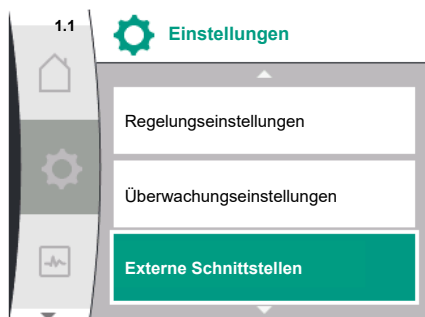 1.1
Einstellungen
Regelungseinstellungen
Überwachungseinstellungen
Externe Schnittstellen